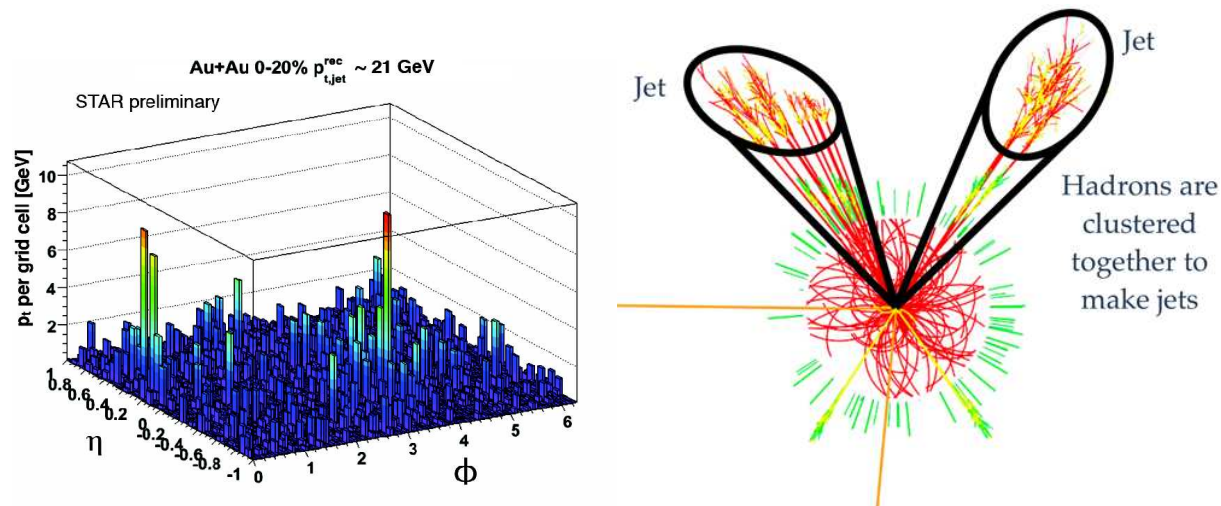 Au+Au 0-20% p^rec_t,jet ~ 21 GeV
STAR preliminary
pt per grid cell [GeV]
10
8
6
4
2
1
0.8
0.6
0.4
0.2
0
-0.2
-0.4
-0.6
-0.8
-1
η
0
1
2
3
4
5
6
ϕ
Jet
Jet
Hadrons are
clustered
together to
make jets